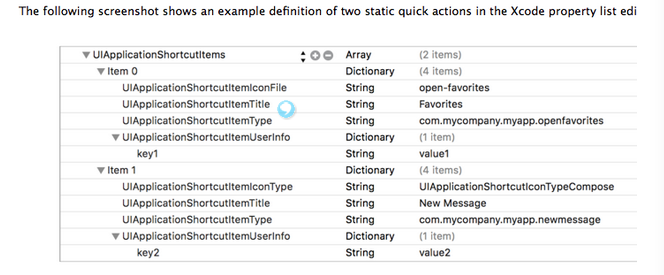 The following screenshot shows an example definition of two static quick actions in the Xcode property list edi
UIApplicationShortcutItems Array (2 items)
Item 0 Dictionary (4 items)
UIApplicationShortcutItemIconFile String open-favorites
UIApplicationShortcutItemTitle String Favorites
UIApplicationShortcutItemType String com.mycompany.myapp.openfavorites
UIApplicationShortcutItemUserInfo Dictionary (1 item)
key1 String value1
Item 1 Dictionary (4 items)
UIApplicationShortcutItemIconType String UIApplicationShortcutIconTypeCompose
UIApplicationShortcutItemTitle String New Message
UIApplicationShortcutItemType String com.mycompany.myapp.newmessage
UIApplicationShortcutItemUserInfo Dictionary (1 item)
key2 String value2